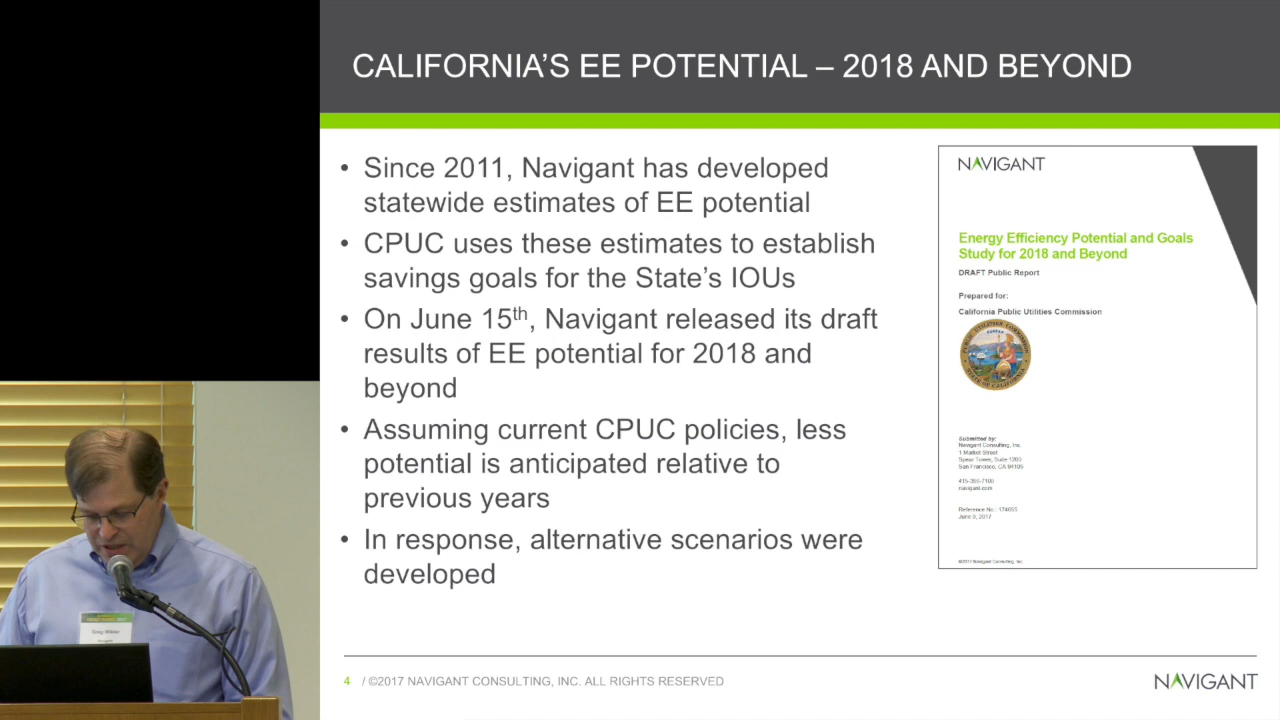 CALIFORNIA'S EE POTENTIAL – 2018 AND BEYOND
• Since 2011, Navigant has developed
statewide estimates of EE potential
• CPUC uses these estimates to establish
savings goals for the State's IOUs
• On June 15th, Navigant released its draft
results of EE potential for 2018 and
beyond
• Assuming current CPUC policies, less
potential is anticipated relative to
previous years
• In response, alternative scenarios were
developed
NAVIGANT
Energy Efficiency Potential and Goals
Study for 2018 and Beyond
DRAFT Public Report
Prepared for:
California Public Utilities Commission
Submitted by:
Navigant Consulting, Inc.
1 Market Street
Spear Tower, Suite 1200
San Francisco, CA 94105
415-399-7100
navigant.com
Reference No.: 174655
June 9, 2017
©2017 Navigant Consulting, Inc.
4 / ©2017 NAVIGANT CONSULTING, INC. ALL RIGHTS RESERVED
NAVIGANT